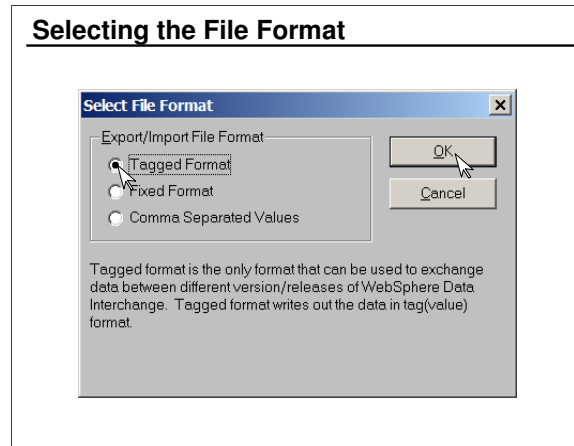 Selecting the File Format
Select File Format
Export/Import File Format
OK
Tagged Format
Fixed Format
Cancel
Comma Separated Values
Tagged format is the only format that can be used to exchange
data between different version/releases of WebSphere Data
Interchange. Tagged format writes out the data in tag(value)
format.